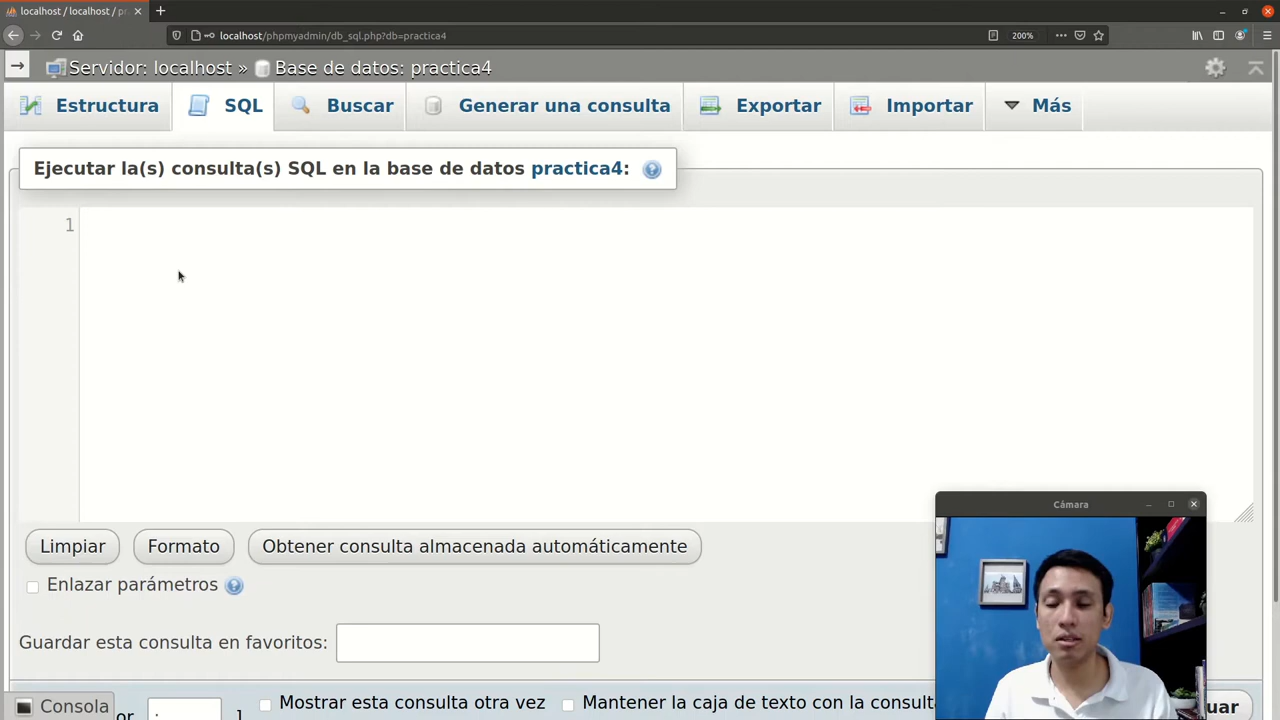 localhost / localhost / pr
localhost/phpmyadmin/db_sql.php?db=practica4
200%
Servidor: localhost » Base de datos: practica4
Estructura
SQL
Buscar
Generar una consulta
Exportar
Importar
Más
Ejecutar la(s) consulta(s) SQL en la base de datos practica4:
1
Cámara
Limpiar
Formato
Obtener consulta almacenada automáticamente
Enlazar parámetros
Guardar esta consulta en favoritos:
Consola
or
;
]
Mostrar esta consulta otra vez
Mantener la caja de texto con la consulta
uar